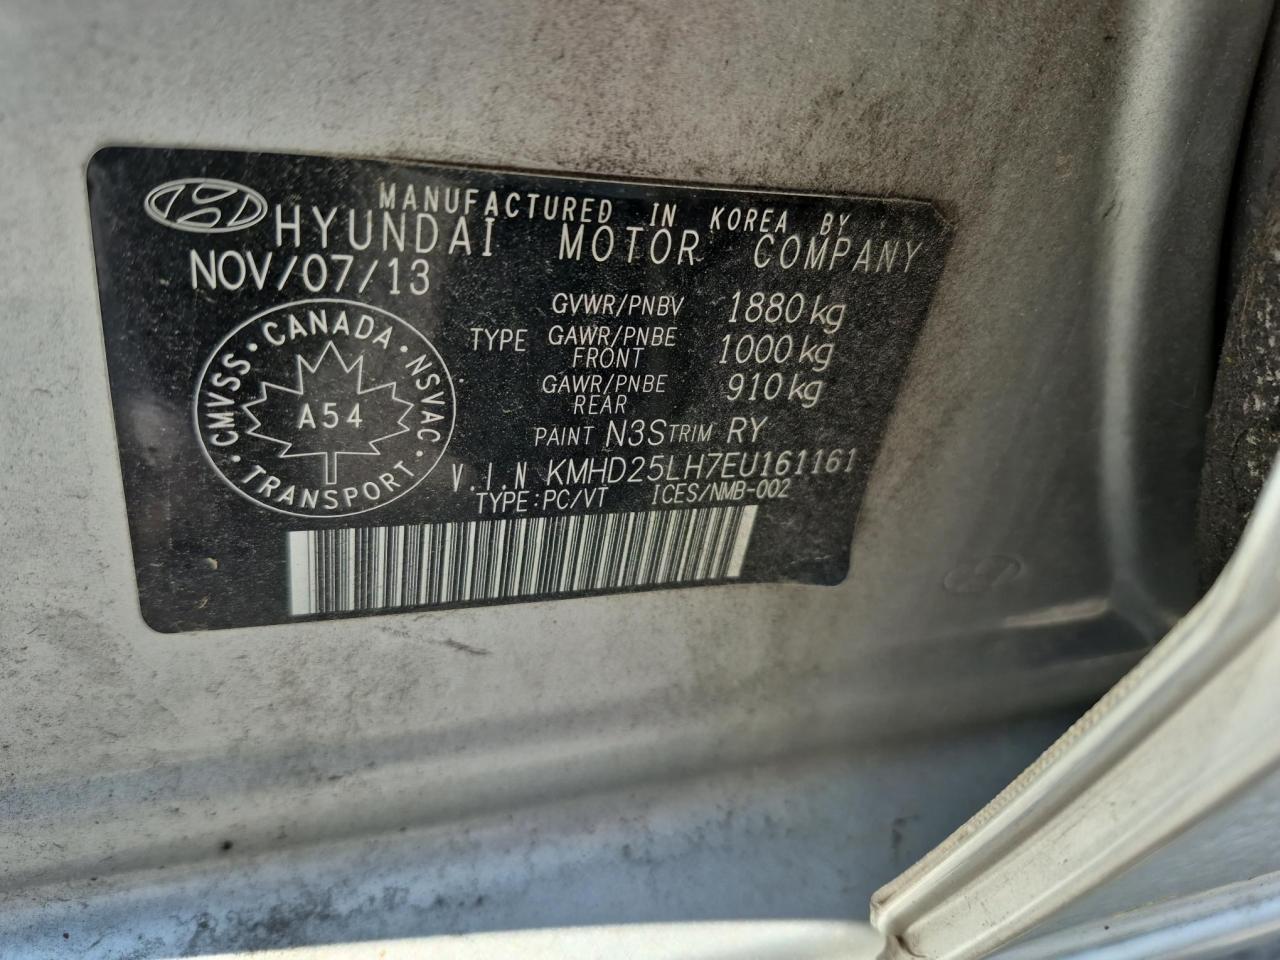 MANUFACTURED IN KOREA BY
HYUNDAI MOTOR COMPANY
NOV/07/13
CMVSS · CANADA · NSVAC · TRANSPORT ·
A54
TYPE
GVWR/PNBV 1880 kg
GAWR/PNBE FRONT 1000 kg
GAWR/PNBE REAR 910 kg
PAINT N3S TRIM RY
V.I.N KMHD25LH7EU161161
TYPE:PC/VT ICES/NMB-002